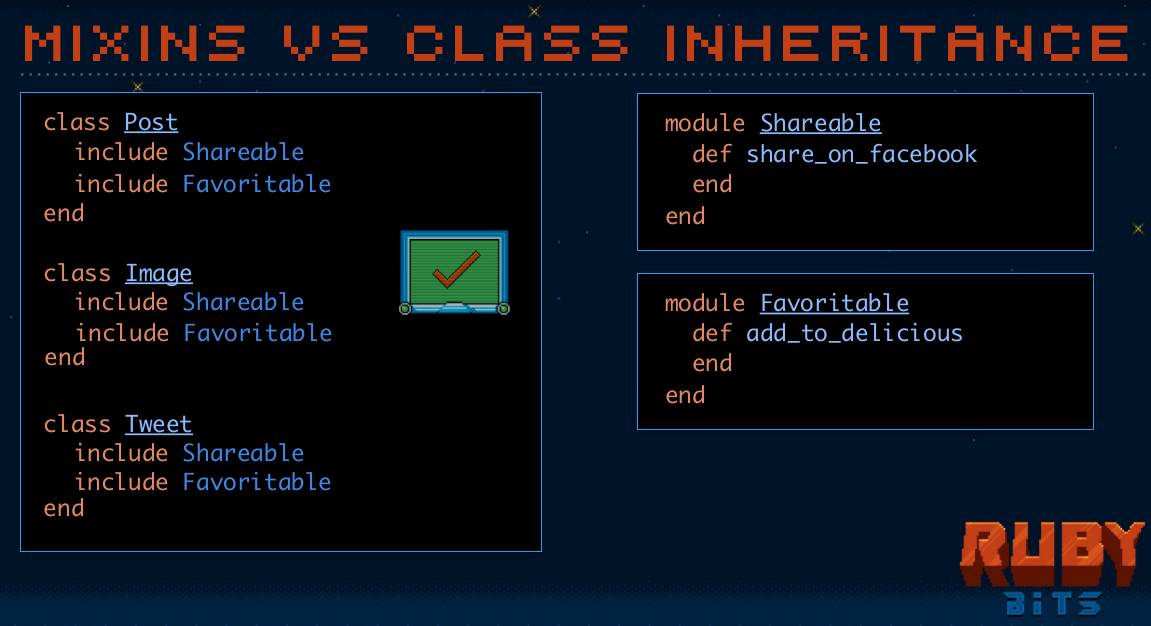 MIXINS VS CLASS INHERITANCE
class Post
include Shareable
include Favoritable
end
class Image
include Shareable
include Favoritable
end
class Tweet
include Shareable
include Favoritable
end
module Shareable
def share_on_facebook
end
end
module Favoritable
def add_to_delicious
end
end
RUBY
BiTS